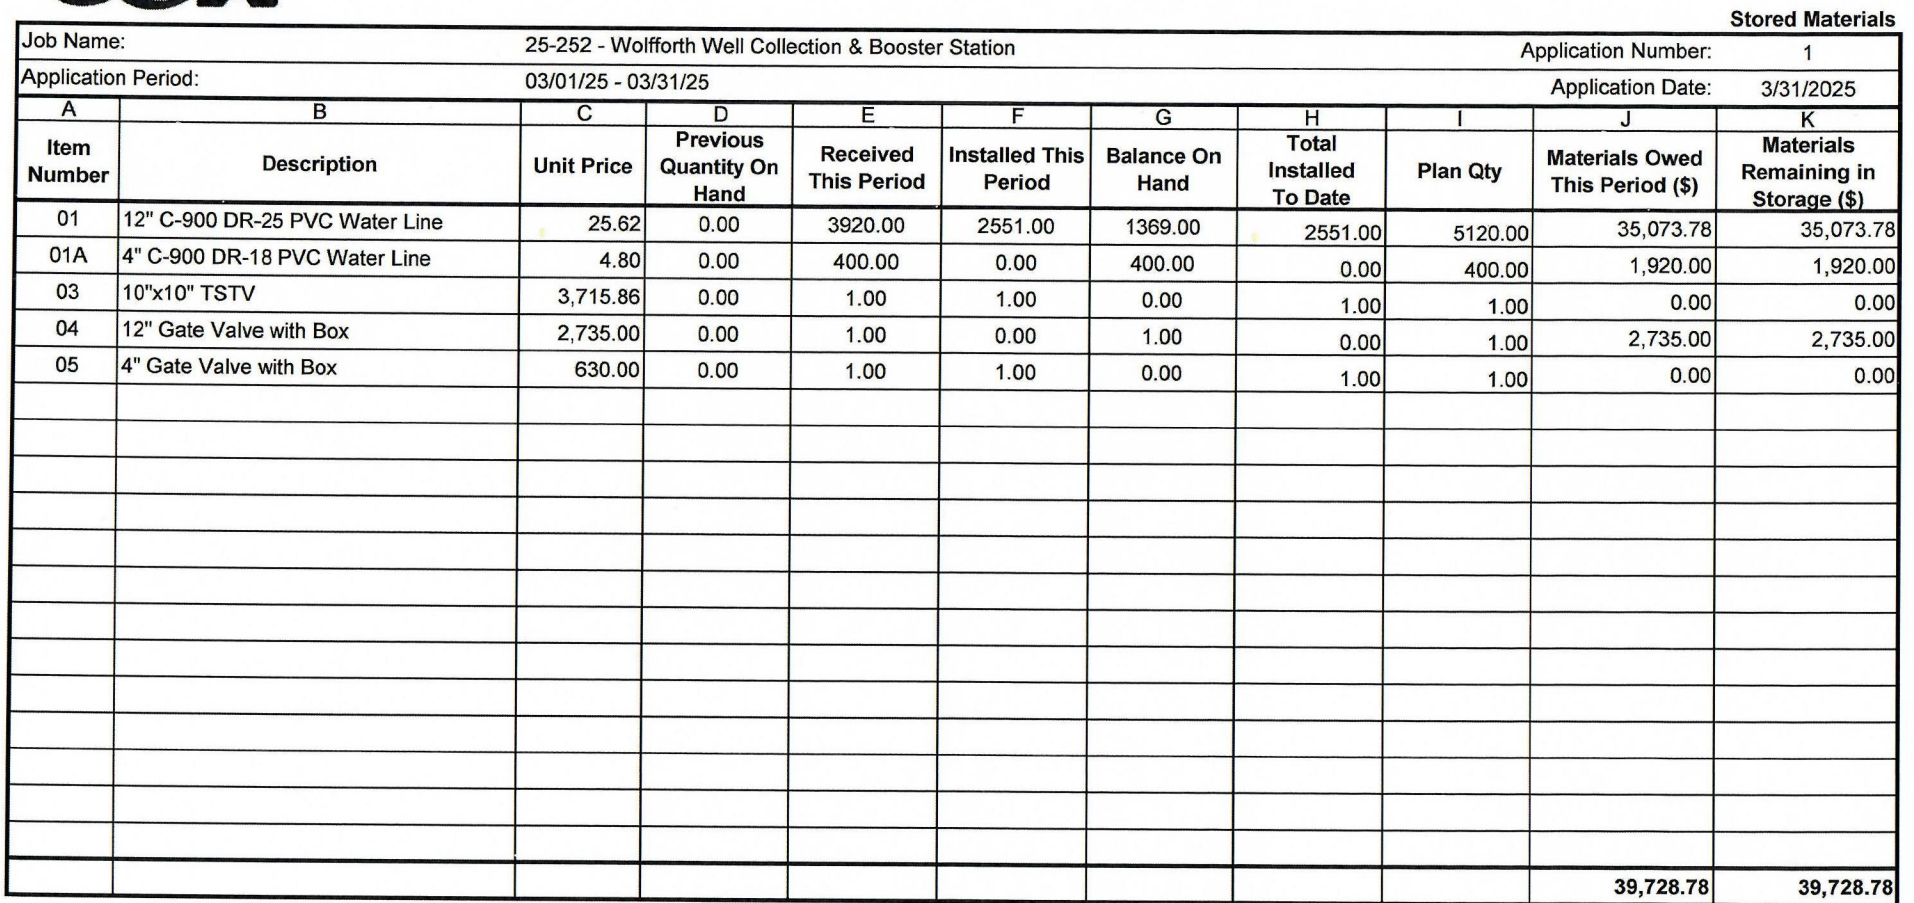 Stored Materials
Job Name: 25-252 - Wolfforth Well Collection & Booster Station Application Number: 1
Application Period: 03/01/25 - 03/31/25 Application Date: 3/31/2025
A B C D E F G H I J K
Item Number Description Unit Price Previous Quantity On Hand Received This Period Installed This Period Balance On Hand Total Installed To Date Plan Qty Materials Owed This Period ($) Materials Remaining in Storage ($)
01 12" C-900 DR-25 PVC Water Line 25.62 0.00 3920.00 2551.00 1369.00 2551.00 5120.00 35,073.78 35,073.78
01A 4" C-900 DR-18 PVC Water Line 4.80 0.00 400.00 0.00 400.00 0.00 400.00 1,920.00 1,920.00
03 10"x10" TSTV 3,715.86 0.00 1.00 1.00 0.00 1.00 1.00 0.00 0.00
04 12" Gate Valve with Box 2,735.00 0.00 1.00 0.00 1.00 0.00 1.00 2,735.00 2,735.00
05 4" Gate Valve with Box 630.00 0.00 1.00 1.00 0.00 1.00 1.00 0.00 0.00
39,728.78 39,728.78